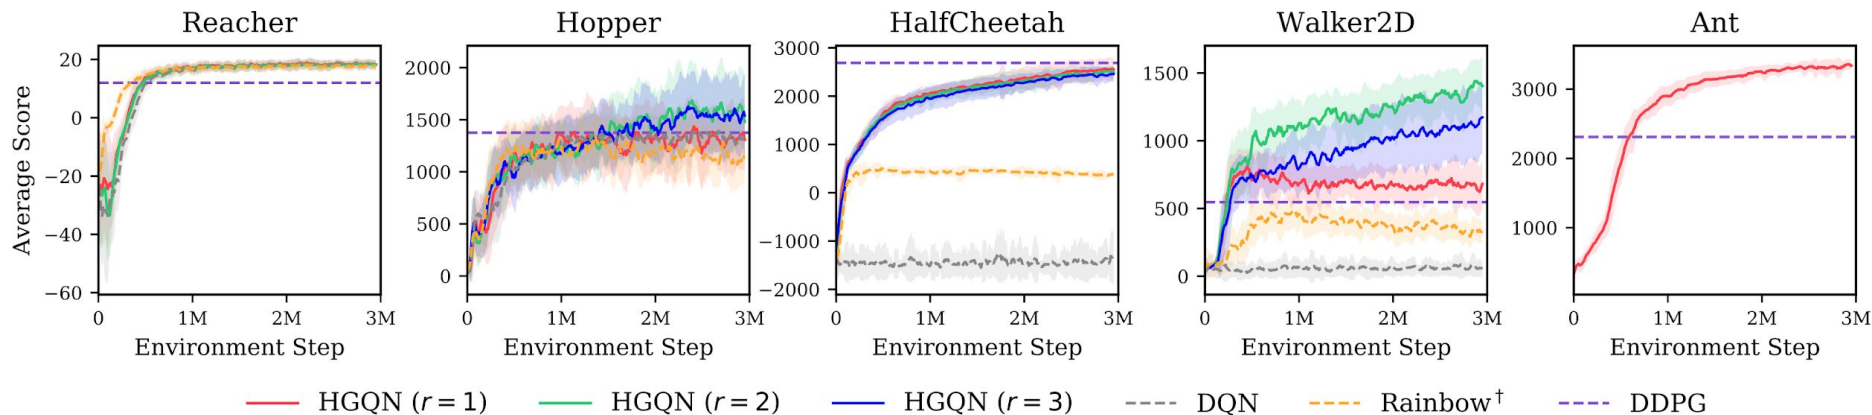 Reacher Hopper HalfCheetah Walker2D Ant
Average Score
20
0
−20
−40
−60
0 1M 2M 3M
Environment Step
2000
1500
1000
500
0
0 1M 2M 3M
Environment Step
3000
2000
1000
0
−1000
−2000
0 1M 2M 3M
Environment Step
1500
1000
500
0
0 1M 2M 3M
Environment Step
3000
2000
1000
0 1M 2M 3M
Environment Step
HGQN (r = 1) HGQN (r = 2) HGQN (r = 3) DQN Rainbow† DDPG